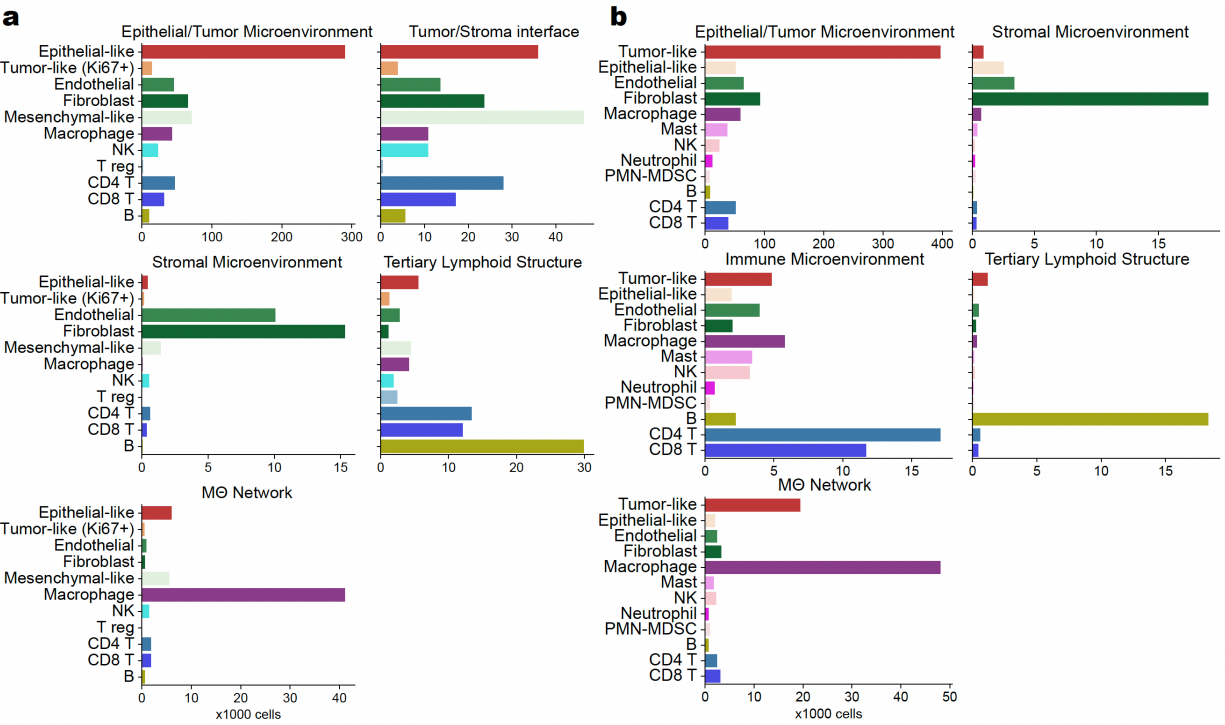 a
Epithelial/Tumor Microenvironment
Epithelial-like
Tumor-like (Ki67+)
Endothelial
Fibroblast
Mesenchymal-like
Macrophage
NK
T reg
CD4 T
CD8 T
B
0 100 200 300
Tumor/Stroma interface
0 10 20 30 40
Stromal Microenvironment
Epithelial-like
Tumor-like (Ki67+)
Endothelial
Fibroblast
Mesenchymal-like
Macrophage
NK
T reg
CD4 T
CD8 T
B
0 5 10 15
Tertiary Lymphoid Structure
0 10 20 30
MΘ Network
Epithelial-like
Tumor-like (Ki67+)
Endothelial
Fibroblast
Mesenchymal-like
Macrophage
NK
T reg
CD4 T
CD8 T
B
0 10 20 30 40
x1000 cells
b
Epithelial/Tumor Microenvironment
Tumor-like
Epithelial-like
Endothelial
Fibroblast
Macrophage
Mast
NK
Neutrophil
PMN-MDSC
B
CD4 T
CD8 T
0 100 200 300 400
Stromal Microenvironment
0 5 10 15
Immune Microenvironment
Tumor-like
Epithelial-like
Endothelial
Fibroblast
Macrophage
Mast
NK
Neutrophil
PMN-MDSC
B
CD4 T
CD8 T
0 5 10 15
Tertiary Lymphoid Structure
0 5 10 15
MΘ Network
Tumor-like
Epithelial-like
Endothelial
Fibroblast
Macrophage
Mast
NK
Neutrophil
PMN-MDSC
B
CD4 T
CD8 T
0 10 20 30 40 50
x1000 cells